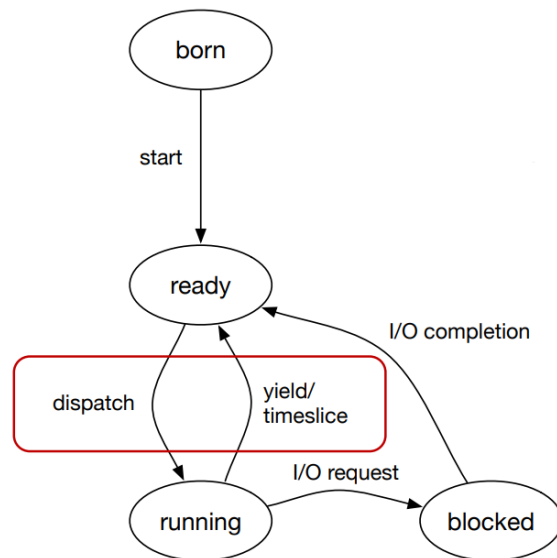 born
start
ready
I/O completion
dispatch
yield/
timeslice
I/O request
running
blocked